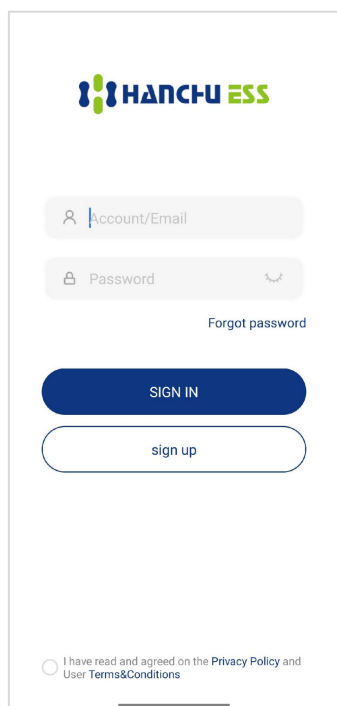 HANCHU ESS
Account/Email
Password
Forgot password
SIGN IN
sign up
I have read and agreed on the Privacy Policy and
User Terms&Conditions